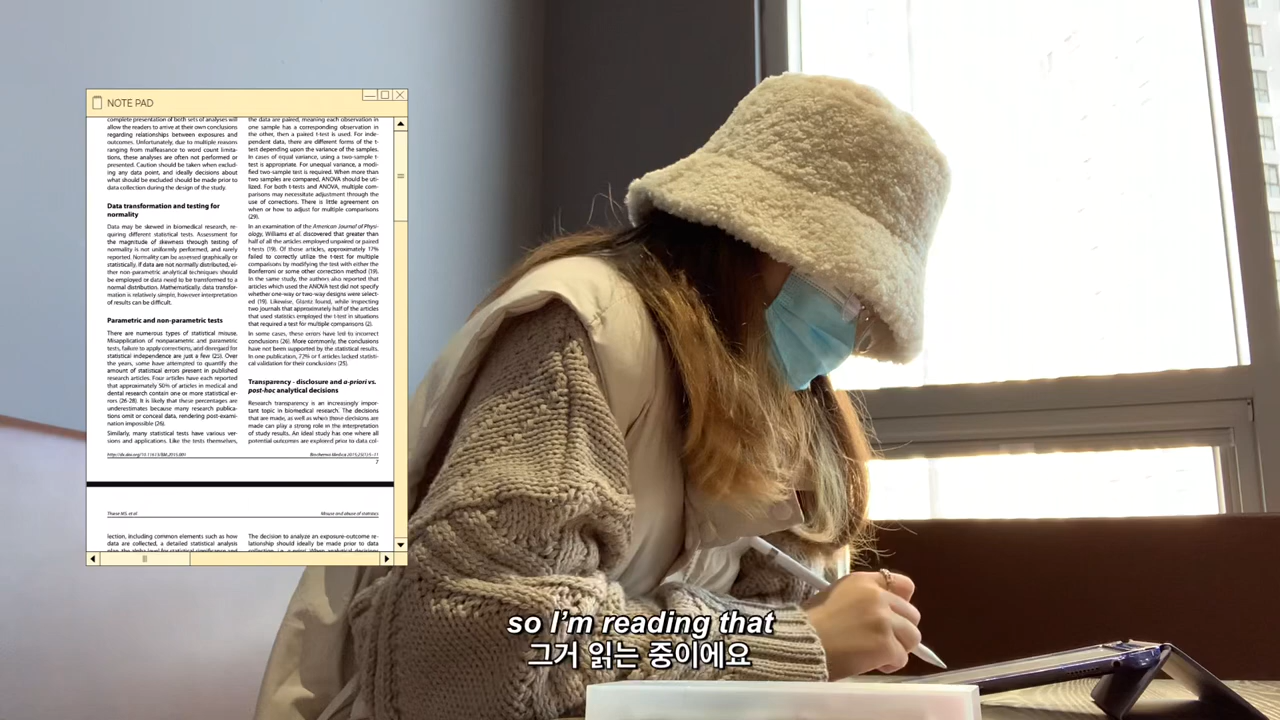 NOTE PAD
complete presentation of both sets of analyses will
allow the readers to arrive at their own conclusions
regarding relationships between exposures and
outcomes. Unfortunately, due to multiple reasons
ranging from malfeasance to word count limita-
tions, these analyses are often not performed or
presented. Caution should be taken when exclud-
ing any data point, and ideally decisions about
what should be excluded should be made prior to
data collection during the design of the study.
Data transformation and testing for
normality
Data may be skewed in biomedical research, re-
quiring different statistical tests. Assessment for
the magnitude of skewness through testing of
normality is not uniformly performed, and rarely
reported. Normality can be assessed graphically or
statistically. If data are not normally distributed, ei-
ther non-parametric analytical techniques should
be employed or data need to be transformed to a
normal distribution. Mathematically, data transfor-
mation is relatively simple, however interpretation
of results can be difficult.
Parametric and non-parametric tests
There are numerous types of statistical misuse.
Misapplication of nonparametric and parametric
tests, failure to apply corrections, and disregard for
statistical independence are just a few (25). Over
the years, some have attempted to quantify the
amount of statistical errors present in published
research articles. Four articles have each reported
that approximately 50% of articles in medical and
dental research contain one or more statistical er-
rors (26-28). It is likely that these percentages are
underestimates because many research publica-
tions omit or conceal data, rendering post-exami-
nation impossible (26).
Similarly, many statistical tests have various ver-
sions and applications. Like the tests themselves,
the data are paired, meaning each observation in
one sample has a corresponding observation in
the other, then a paired t-test is used. For inde-
pendent data, there are different forms of the t-
test depending upon the variance of the samples.
In cases of equal variance, using a two-sample t-
test is appropriate. For unequal variance, a modi-
fied two-sample test is required. When more than
two samples are compared, ANOVA should be uti-
lized. For both t-tests and ANOVA, multiple com-
parisons may necessitate adjustment through the
use of corrections. There is little agreement on
when or how to adjust for multiple comparisons
(29).
In an examination of the American Journal of Physi-
ology, Williams et al. discovered that greater than
half of all the articles employed unpaired or paired
t-tests (19). Of those articles, approximately 17%
failed to correctly utilize the t-test for multiple
comparisons by modifying the test with either the
Bonferroni or some other correction method (19).
In the same study, the authors also reported that
articles which used the ANOVA test did not specify
whether one-way or two-way designs were select-
ed (19). Likewise, Glantz found, while inspecting
two journals that approximately half of the articles
that used statistics employed the t-test in situations
that required a test for multiple comparisons (2).
In some cases, these errors have led to incorrect
conclusions (26). More commonly, the conclusions
have not been supported by the statistical results.
In one publication, 72% of articles lacked statisti-
cal validation for their conclusions (25).
Transparency - disclosure and a-priori vs.
post-hoc analytical decisions
Research transparency is an increasingly impor-
tant topic in biomedical research. The decisions
that are made, as well as when these decisions are
made can play a strong role in the interpretation
of study results. An ideal study has one where all
potential outcomes are explored prior to data col-
Biochemia Medica 2015;25(1):5–11
7
Thiese MS, et al.
Misuse and abuse of statistics
lection, including common elements such as how
data are collected, a detailed statistical analysis
plan, the alpha level for statistical significance and
The decision to analyze an exposure-outcome re-
lationship should ideally be made prior to data
collection, i.e. a priori. When analytical decisions
so I'm reading that
그거 읽는 중이에요